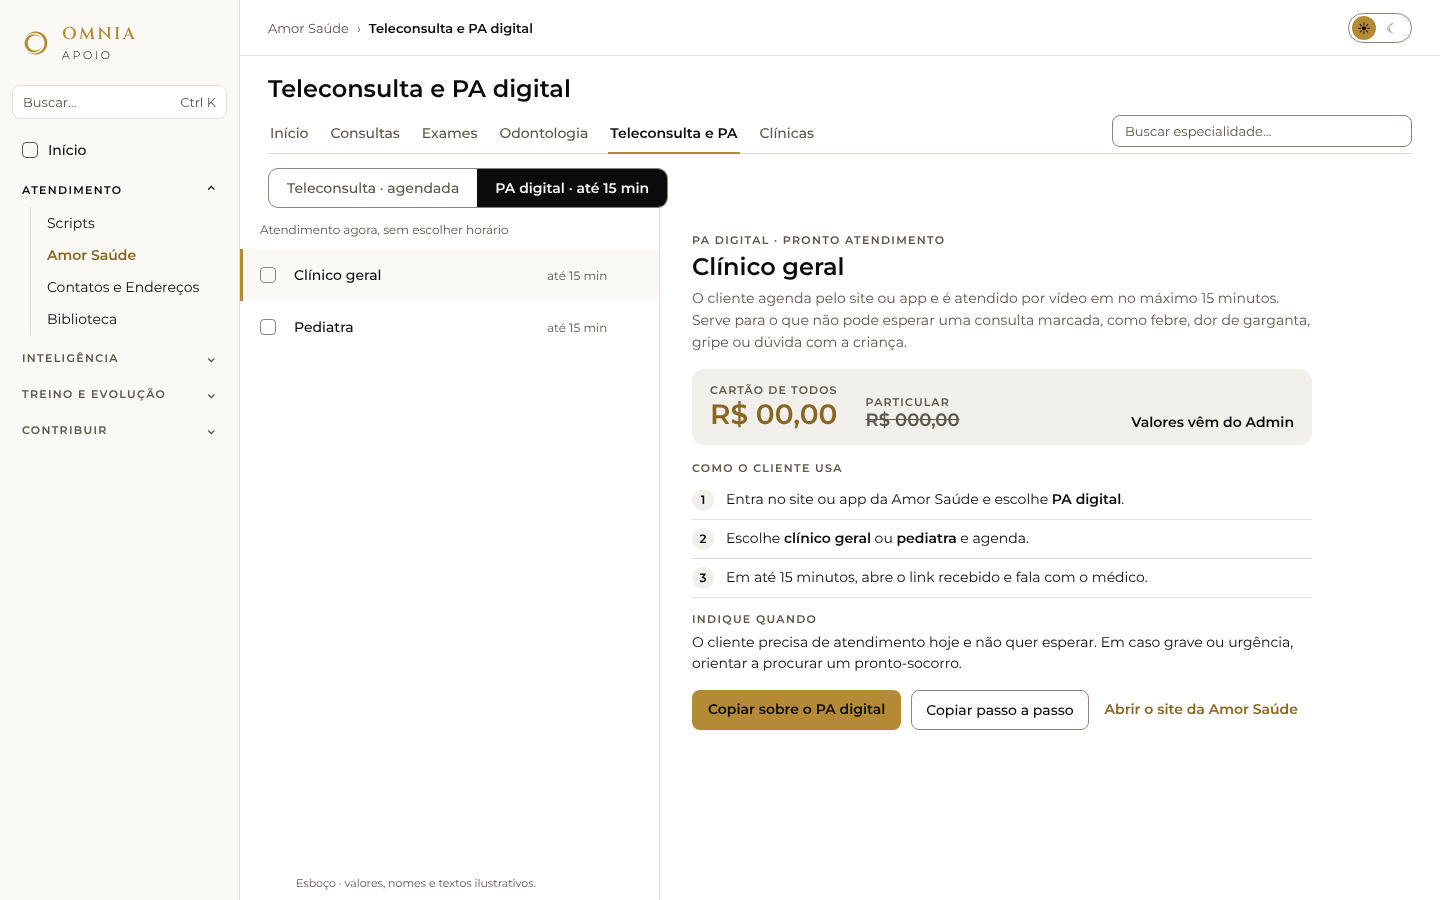 OMNIA
APOIO
Buscar... Ctrl K
Início
ATENDIMENTO
Scripts
Amor Saúde
Contatos e Endereços
Biblioteca
INTELIGÊNCIA
TREINO E EVOLUÇÃO
CONTRIBUIR
Amor Saúde › Teleconsulta e PA digital
Teleconsulta e PA digital
Início Consultas Exames Odontologia Teleconsulta e PA Clínicas
Buscar especialidade...
Teleconsulta · agendada PA digital · até 15 min
Atendimento agora, sem escolher horário
Clínico geral até 15 min
Pediatra até 15 min
Esboço · valores, nomes e textos ilustrativos.
PA DIGITAL · PRONTO ATENDIMENTO
Clínico geral
O cliente agenda pelo site ou app e é atendido por vídeo em no máximo 15 minutos.
Serve para o que não pode esperar uma consulta marcada, como febre, dor de garganta,
gripe ou dúvida com a criança.
CARTÃO DE TODOS
R$ 00,00
PARTICULAR
R$ 000,00
Valores vêm do Admin
COMO O CLIENTE USA
1 Entra no site ou app da Amor Saúde e escolhe PA digital.
2 Escolhe clínico geral ou pediatra e agenda.
3 Em até 15 minutos, abre o link recebido e fala com o médico.
INDIQUE QUANDO
O cliente precisa de atendimento hoje e não quer esperar. Em caso grave ou urgência,
orientar a procurar um pronto-socorro.
Copiar sobre o PA digital Copiar passo a passo Abrir o site da Amor Saúde